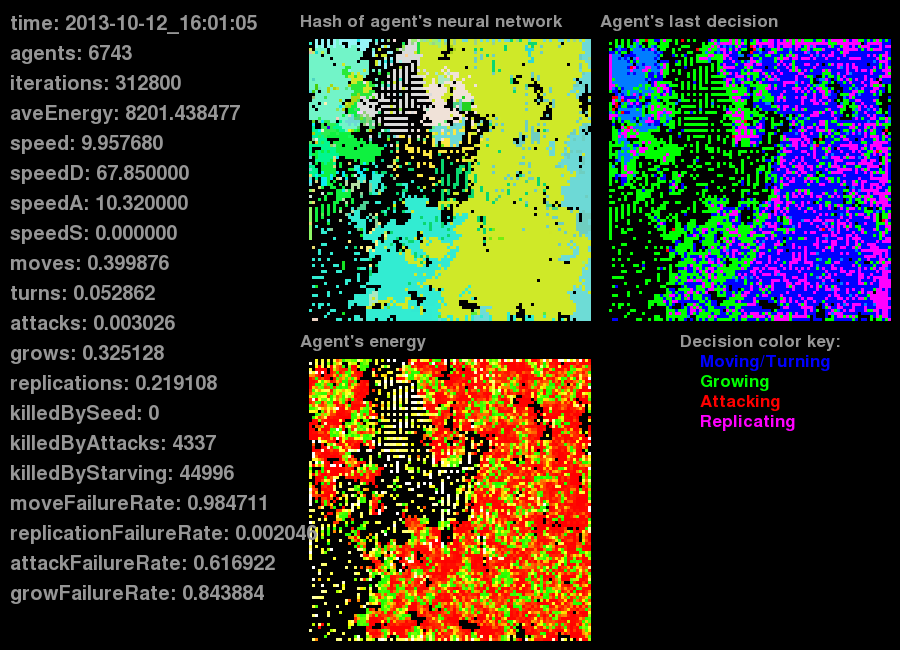 time: 2013-10-12_16:01:05
agents: 6743
iterations: 312800
aveEnergy: 8201.438477
speed: 9.957680
speedD: 67.850000
speedA: 10.320000
speedS: 0.000000
moves: 0.399876
turns: 0.052862
attacks: 0.003026
grows: 0.325128
replications: 0.219108
killedBySeed: 0
killedByAttacks: 4337
killedByStarving: 44996
moveFailureRate: 0.984711
replicationFailureRate: 0.002046
attackFailureRate: 0.616922
growFailureRate: 0.843884
Hash of agent's neural network
Agent's last decision
Agent's energy
Decision color key:
Moving/Turning
Growing
Attacking
Replicating